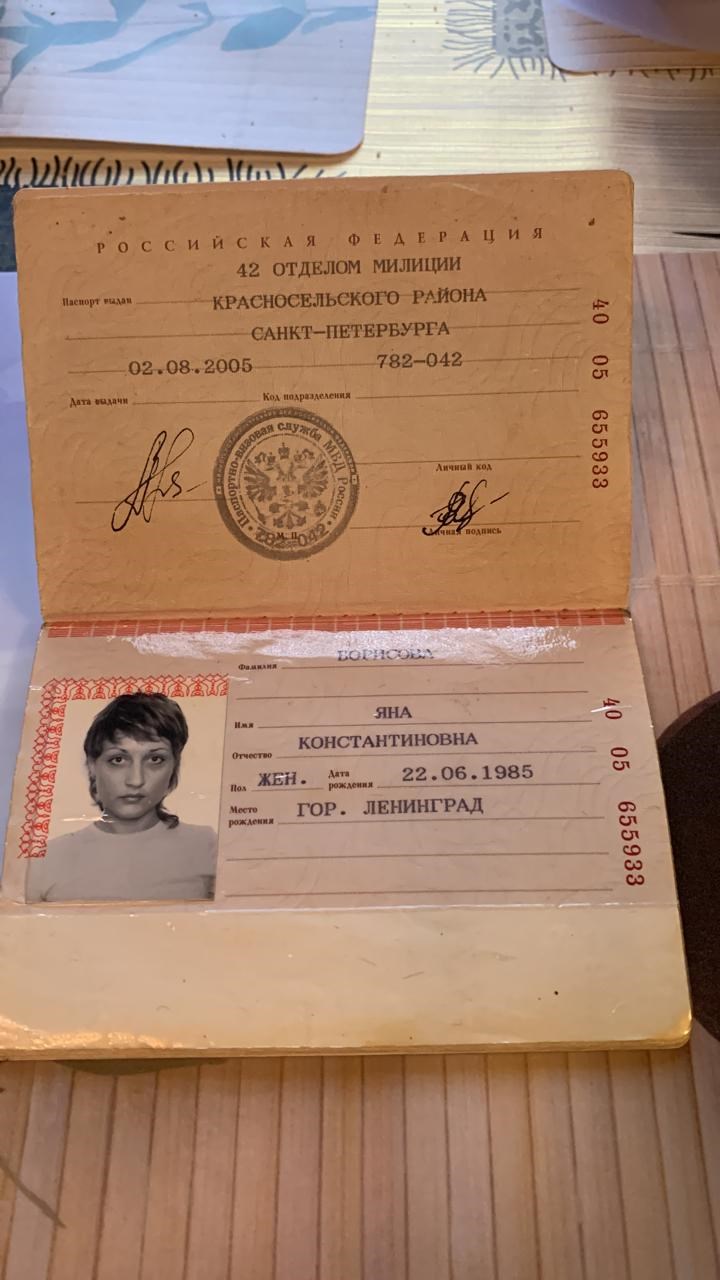 РОССИЙСКАЯ ФЕДЕРАЦИЯ
42 ОТДЕЛОМ МИЛИЦИИ
Паспорт выдан КРАСНОСЕЛЬСКОГО РАЙОНА
САНКТ-ПЕТЕРБУРГА
02.08.2005 782-042
Дата выдачи Код подразделения
40 05 655933
Паспортно-визовая служба МВД России
782-042
М. П.
Личный код
Личная подпись
БОРИСОВА
Фамилия
Имя ЯНА
Отчество КОНСТАНТИНОВНА
Пол ЖЕН. Дата рождения 22.06.1985
Место рождения ГОР. ЛЕНИНГРАД
40 05 655933